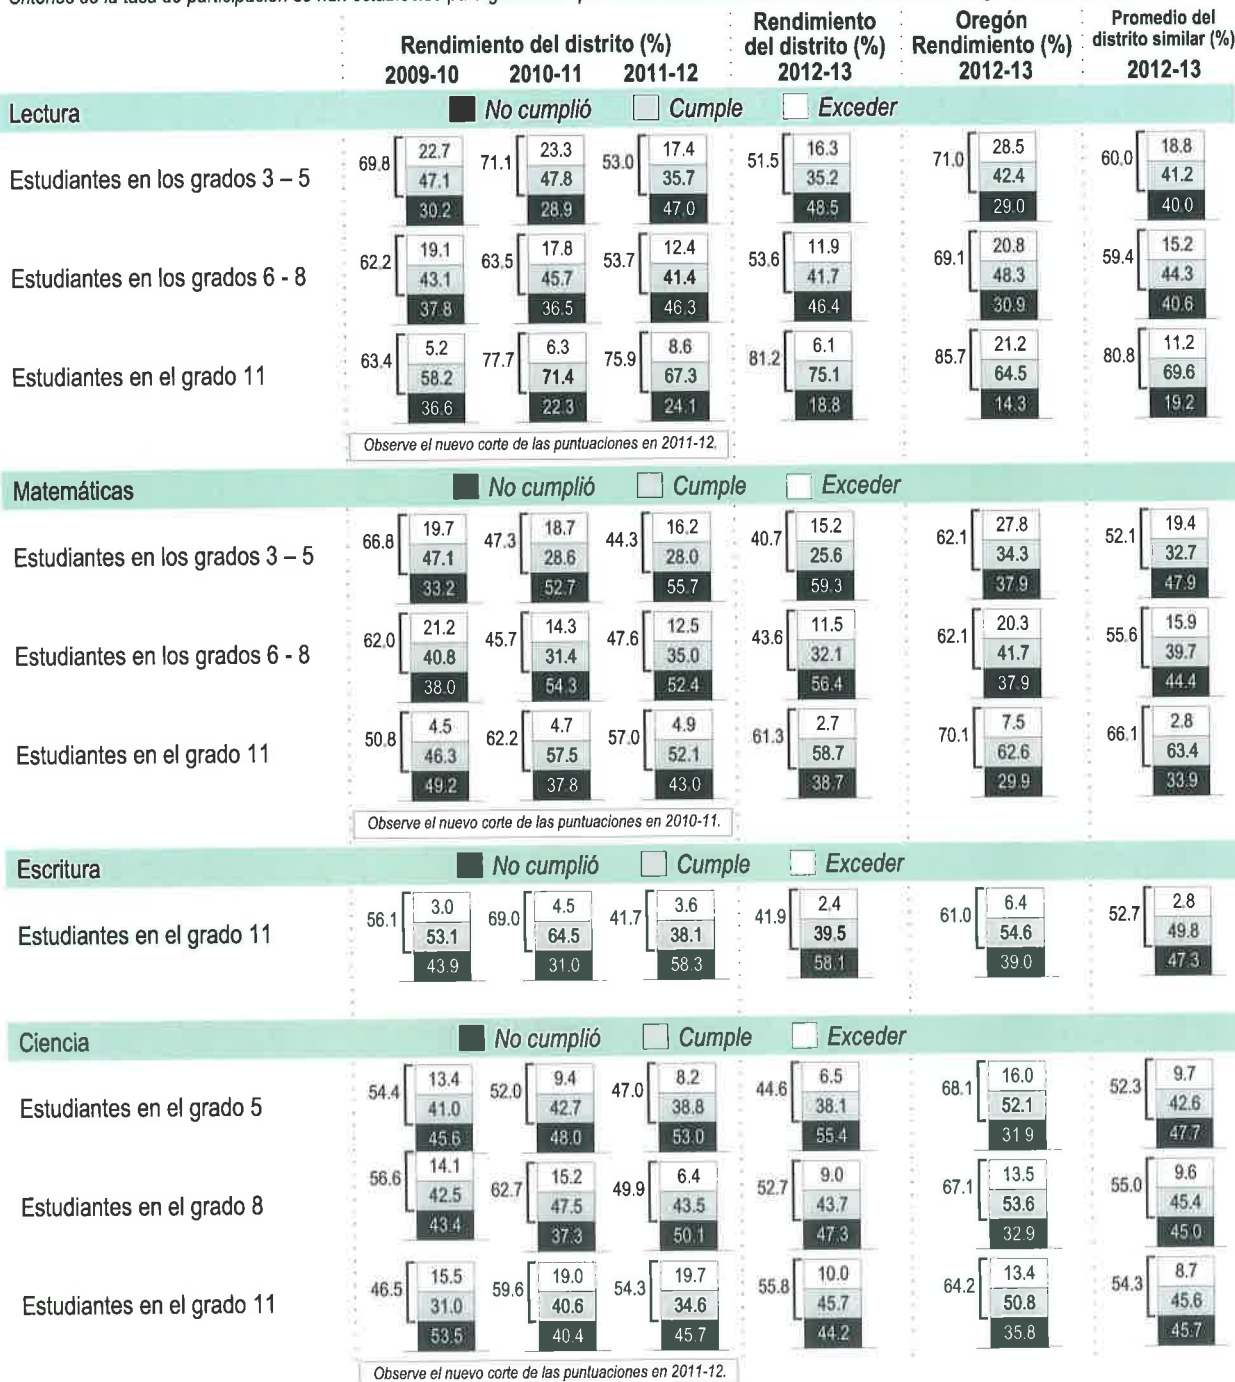 Rendimiento del distrito (%)
2009-10 2010-11 2011-12
Rendimiento
del distrito (%)
2012-13
Oregón
Rendimiento (%)
2012-13
Promedio del
distrito similar (%)
2012-13
Lectura No cumplió Cumple Exceder
Estudiantes en los grados 3 – 5
69.8 22.7 47.1 30.2
71.1 23.3 47.8 28.9
53.0 17.4 35.7 47.0
51.5 16.3 35.2 48.5
71.0 28.5 42.4 29.0
60.0 18.8 41.2 40.0
Estudiantes en los grados 6 - 8
62.2 19.1 43.1 37.8
63.5 17.8 45.7 36.5
53.7 12.4 41.4 46.3
53.6 11.9 41.7 46.4
69.1 20.8 48.3 30.9
59.4 15.2 44.3 40.6
Estudiantes en el grado 11
63.4 5.2 58.2 36.6
77.7 6.3 71.4 22.3
75.9 8.6 67.3 24.1
81.2 6.1 75.1 18.8
85.7 21.2 64.5 14.3
80.8 11.2 69.6 19.2
Observe el nuevo corte de las puntuaciones en 2011-12.
Matemáticas No cumplió Cumple Exceder
Estudiantes en los grados 3 – 5
66.8 19.7 47.1 33.2
47.3 18.7 28.6 52.7
44.3 16.2 28.0 55.7
40.7 15.2 25.6 59.3
62.1 27.8 34.3 37.9
52.1 19.4 32.7 47.9
Estudiantes en los grados 6 - 8
62.0 21.2 40.8 38.0
45.7 14.3 31.4 54.3
47.6 12.5 35.0 52.4
43.6 11.5 32.1 56.4
62.1 20.3 41.7 37.9
55.6 15.9 39.7 44.4
Estudiantes en el grado 11
50.8 4.5 46.3 49.2
62.2 4.7 57.5 37.8
57.0 4.9 52.1 43.0
61.3 2.7 58.7 38.7
70.1 7.5 62.6 29.9
66.1 2.8 63.4 33.9
Observe el nuevo corte de las puntuaciones en 2010-11.
Escritura No cumplió Cumple Exceder
Estudiantes en el grado 11
56.1 3.0 53.1 43.9
69.0 4.5 64.5 31.0
41.7 3.6 38.1 58.3
41.9 2.4 39.5 58.1
61.0 6.4 54.6 39.0
52.7 2.8 49.8 47.3
Ciencia No cumplió Cumple Exceder
Estudiantes en el grado 5
54.4 13.4 41.0 45.6
52.0 9.4 42.7 48.0
47.0 8.2 38.8 53.0
44.6 6.5 38.1 55.4
68.1 16.0 52.1 31.9
52.3 9.7 42.6 47.7
Estudiantes en el grado 8
56.6 14.1 42.5 43.4
62.7 15.2 47.5 37.3
49.9 6.4 43.5 50.1
52.7 9.0 43.7 47.3
67.1 13.5 53.6 32.9
55.0 9.6 45.4 45.0
Estudiantes en el grado 11
46.5 15.5 31.0 53.5
59.6 19.0 40.6 40.4
54.3 19.7 34.6 45.7
55.8 10.0 45.7 44.2
64.2 13.4 50.8 35.8
54.3 8.7 45.6 45.7
Observe el nuevo corte de las puntuaciones en 2011-12.